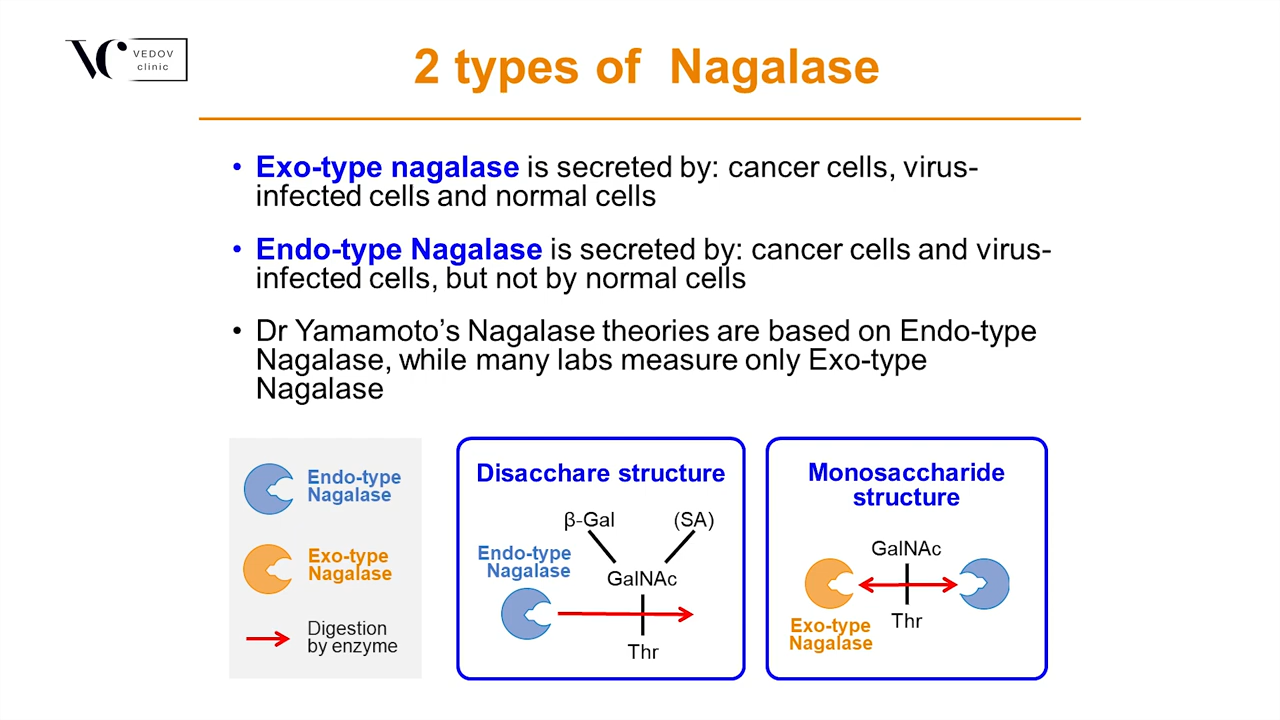 VC VEDOV
clinic
2 types of Nagalase
• Exo-type nagalase is secreted by: cancer cells, virus-
infected cells and normal cells
• Endo-type Nagalase is secreted by: cancer cells and virus-
infected cells, but not by normal cells
• Dr Yamamoto’s Nagalase theories are based on Endo-type
Nagalase, while many labs measure only Exo-type
Nagalase
Endo-type
Nagalase
Exo-type
Nagalase
Digestion
by enzyme
Disacchare structure
β-Gal (SA)
Endo-type
Nagalase
GalNAc
Thr
Monosaccharide
structure
GalNAc
Thr
Exo-type
Nagalase